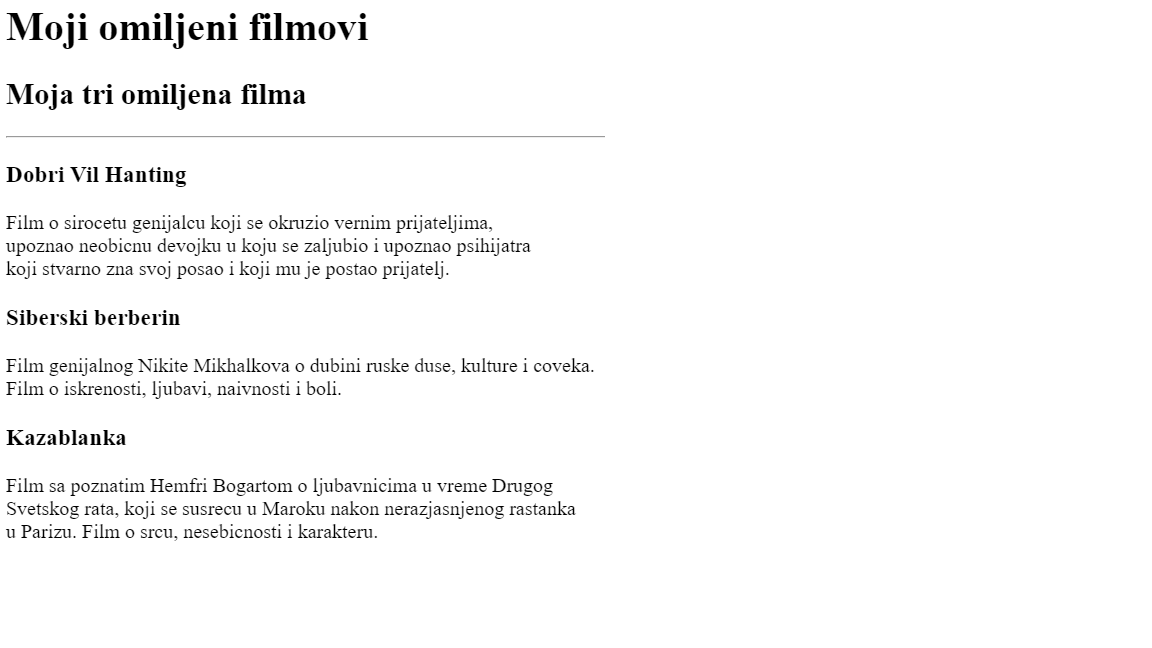 Moji omiljeni filmovi
Moja tri omiljena filma
Dobri Vil Hanting
Film o sirocetu genijalcu koji se okruzio vernim prijateljima,
upoznao neobicnu devojku u koju se zaljubio i upoznao psihijatra
koji stvarno zna svoj posao i koji mu je postao prijatelj.
Siberski berberin
Film genijalnog Nikite Mikhalkova o dubini ruske duse, kulture i coveka.
Film o iskrenosti, ljubavi, naivnosti i boli.
Kazablanka
Film sa poznatim Hemfri Bogartom o ljubavnicima u vreme Drugog
Svetskog rata, koji se susrecu u Maroku nakon nerazjasnjenog rastanka
u Parizu. Film o srcu, nesebicnosti i karakteru.